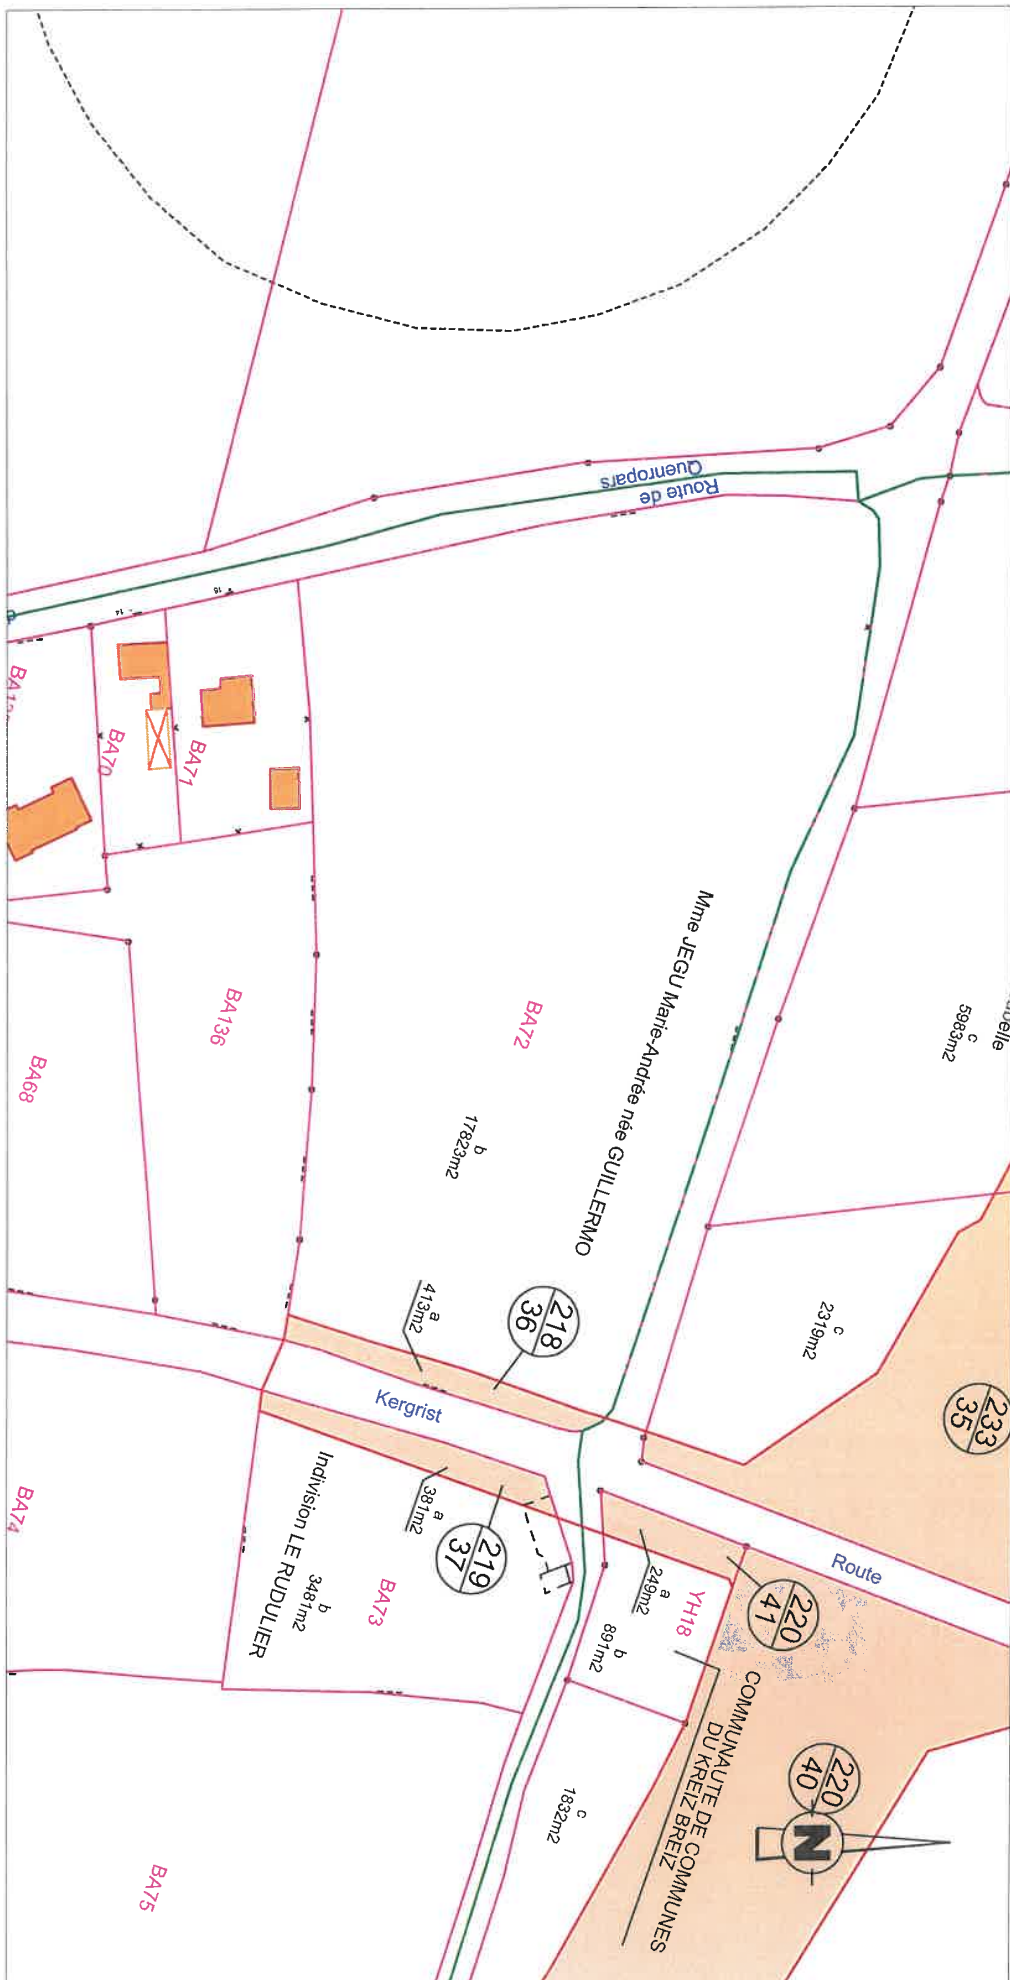 Route de
Quenropars
14
16
BA70
BA71
BA136
BA68
BA72
b
17823m2
Mme JEGU Marie-Andrée née GUILLERMO
c
5983m2
c
2319m2
a
413m2
218
36
233
35
Kergrist
Route
BA74
Indivision LE RUDULIER
b
3481m2
a
381m2
219
37
BA73
a
249m2
b
891m2
YH18
220
41
COMMUNAUTE DE COMMUNES
DU KREIZ BREIZ
220
40
N
c
1832m2
BA75